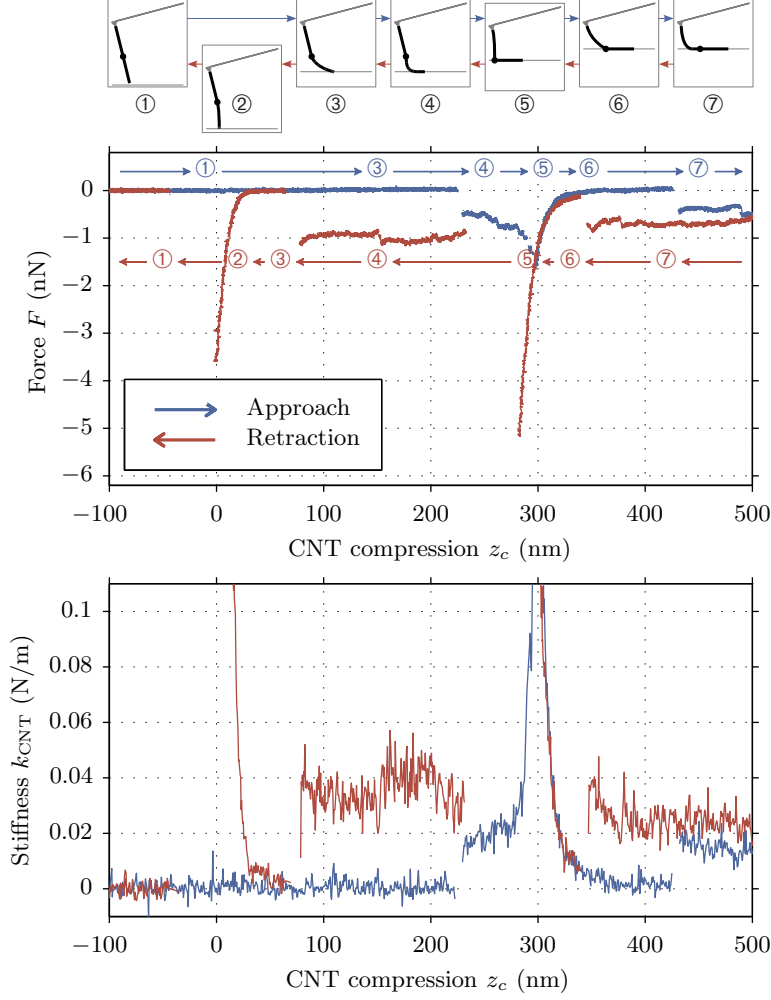 ① ② ③ ④ ⑤ ⑥ ⑦
① ③ ④ ⑤ ⑥ ⑦
① ② ③ ④ ⑤ ⑥ ⑦
0
−1
−2
−3
−4
−5
−6
Force F (nN)
Approach
Retraction
−100 0 100 200 300 400 500
CNT compression z_c (nm)
0.1
0.08
0.06
0.04
0.02
0
Stiffness k_CNT (N/m)
−100 0 100 200 300 400 500
CNT compression z_c (nm)